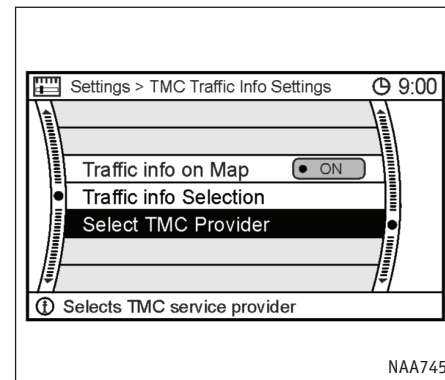 Settings > TMC Traffic Info Settings 9:00
Traffic info on Map ON
Traffic info Selection
Select TMC Provider
Selects TMC service provider
NAA745